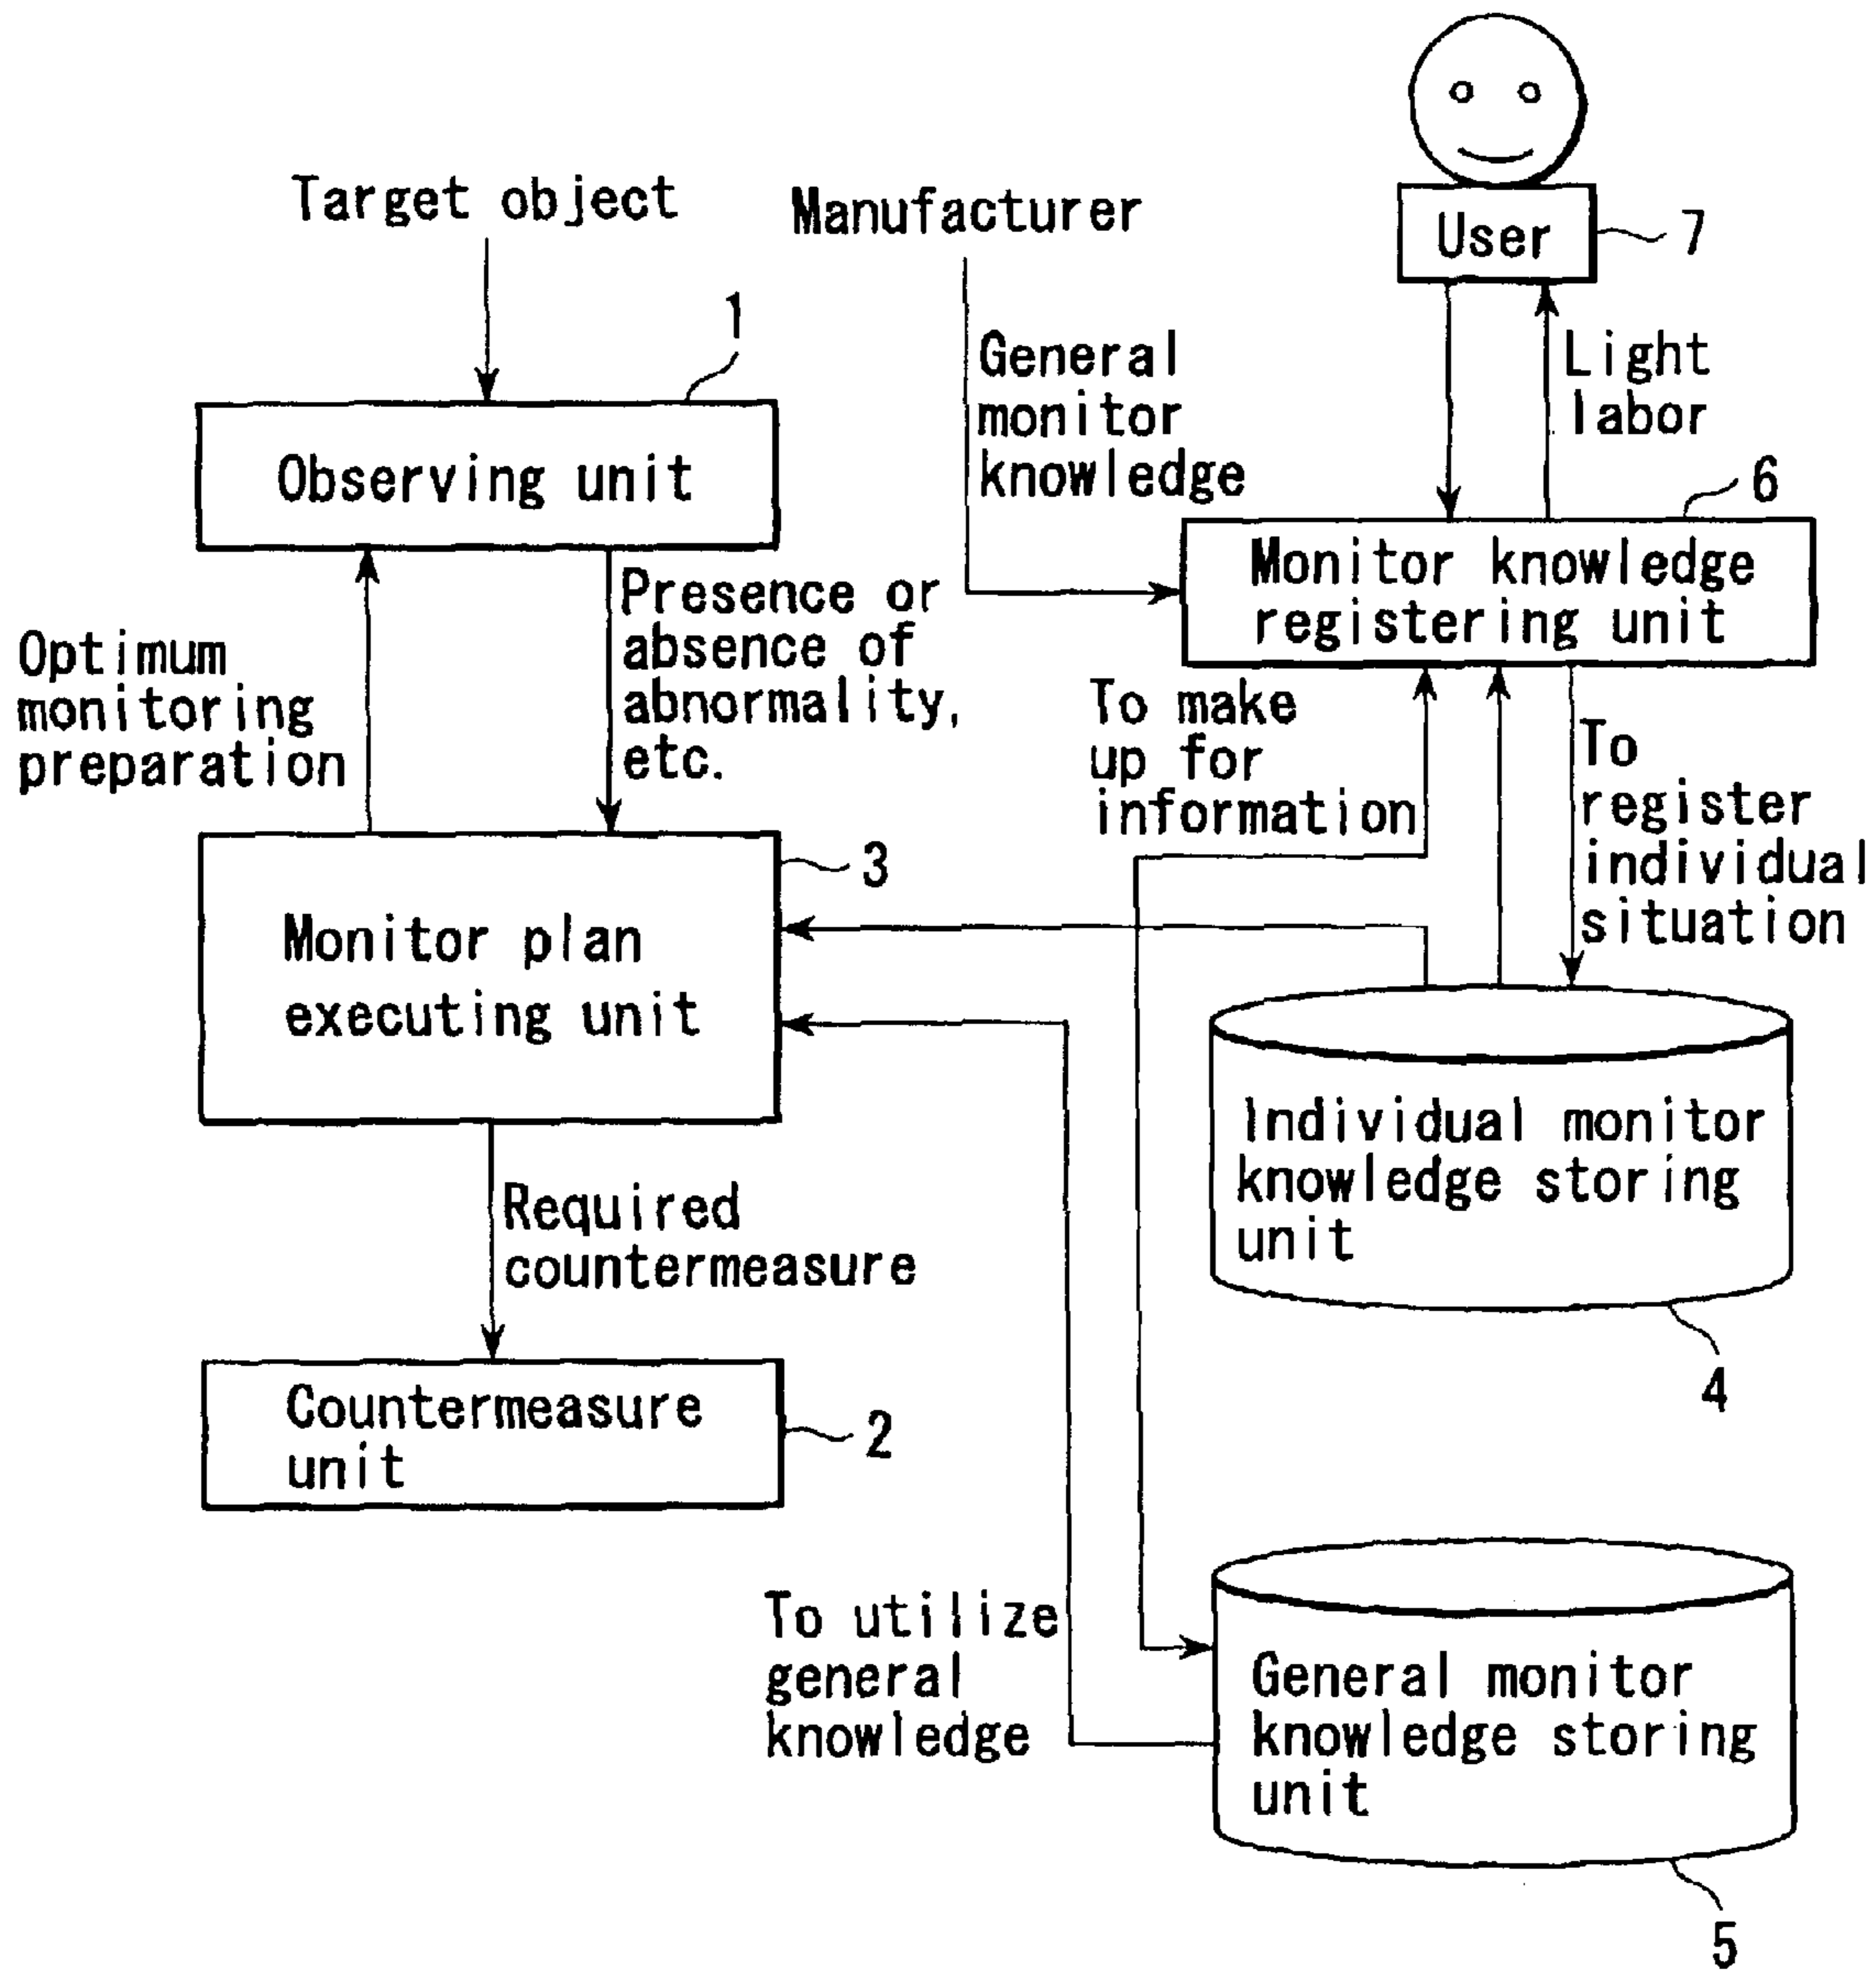 Target object
Manufacturer
User
7
1
General
monitor
knowledge
Light
labor
Observing unit
6
Monitor knowledge
registering unit
Optimum
monitoring
preparation
Presence or
absence of
abnormality,
etc.
To make
up for
information
To
register
individual
situation
3
Monitor plan
executing unit
Individual monitor
knowledge storing
unit
4
Required
countermeasure
Countermeasure
unit
2
To utilize
general
knowledge
General monitor
knowledge storing
unit
5